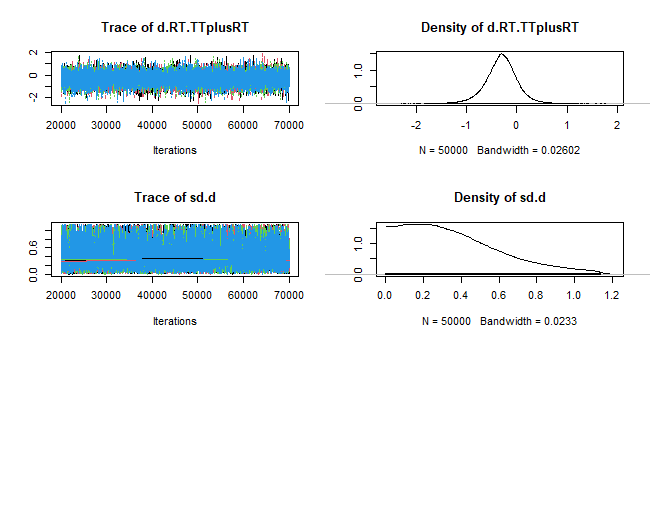 Trace of d.RT.TTplusRT
Density of d.RT.TTplusRT
2
0
-2
20000 30000 40000 50000 60000 70000
Iterations
1.0
0.0
-2 -1 0 1 2
N = 50000 Bandwidth = 0.02602
Trace of sd.d
Density of sd.d
0.6
0.0
20000 30000 40000 50000 60000 70000
Iterations
1.0
0.0
0.0 0.2 0.4 0.6 0.8 1.0 1.2
N = 50000 Bandwidth = 0.0233